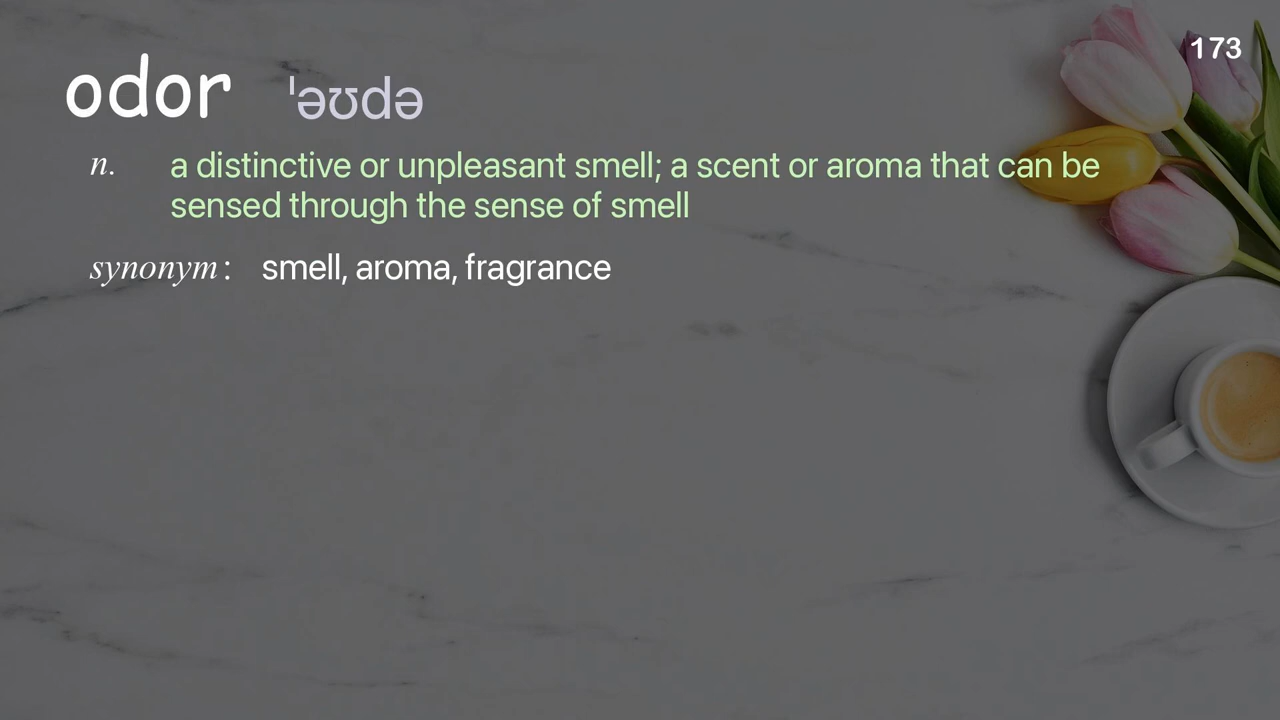 173
odor ˈəʊdə
n. a distinctive or unpleasant smell; a scent or aroma that can be
sensed through the sense of smell
synonym: smell, aroma, fragrance